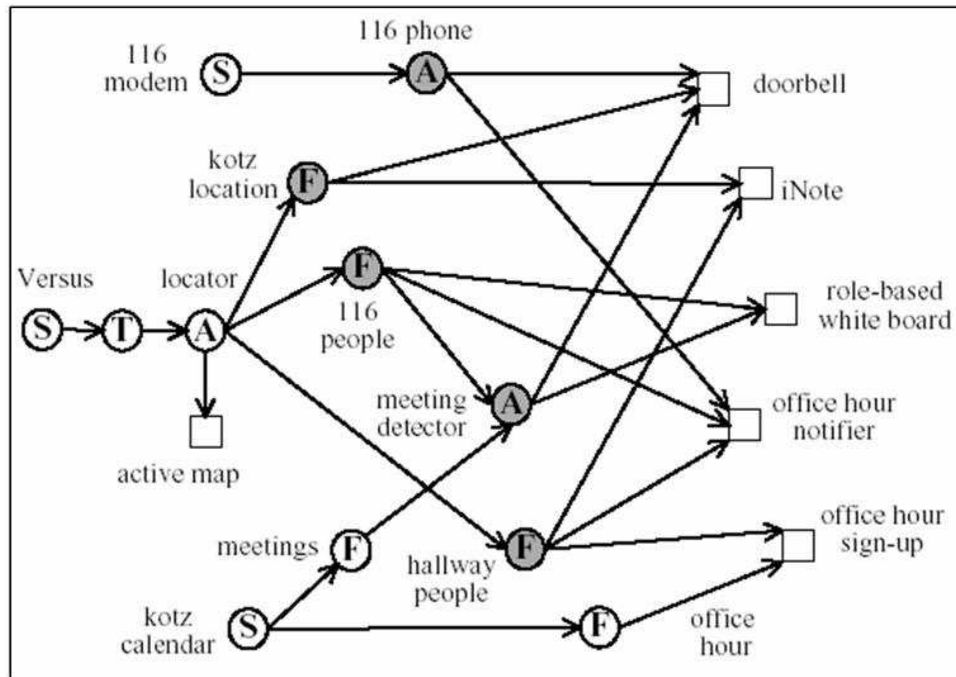 116 phone
116
modem
S
A
doorbell
kotz
location
F
iNote
Versus
locator
F
116
people
role-based
white board
S
T
A
meeting
detector
A
office hour
notifier
active map
meetings
F
hallway
people
F
office hour
sign-up
kotz
calendar
S
F
office
hour